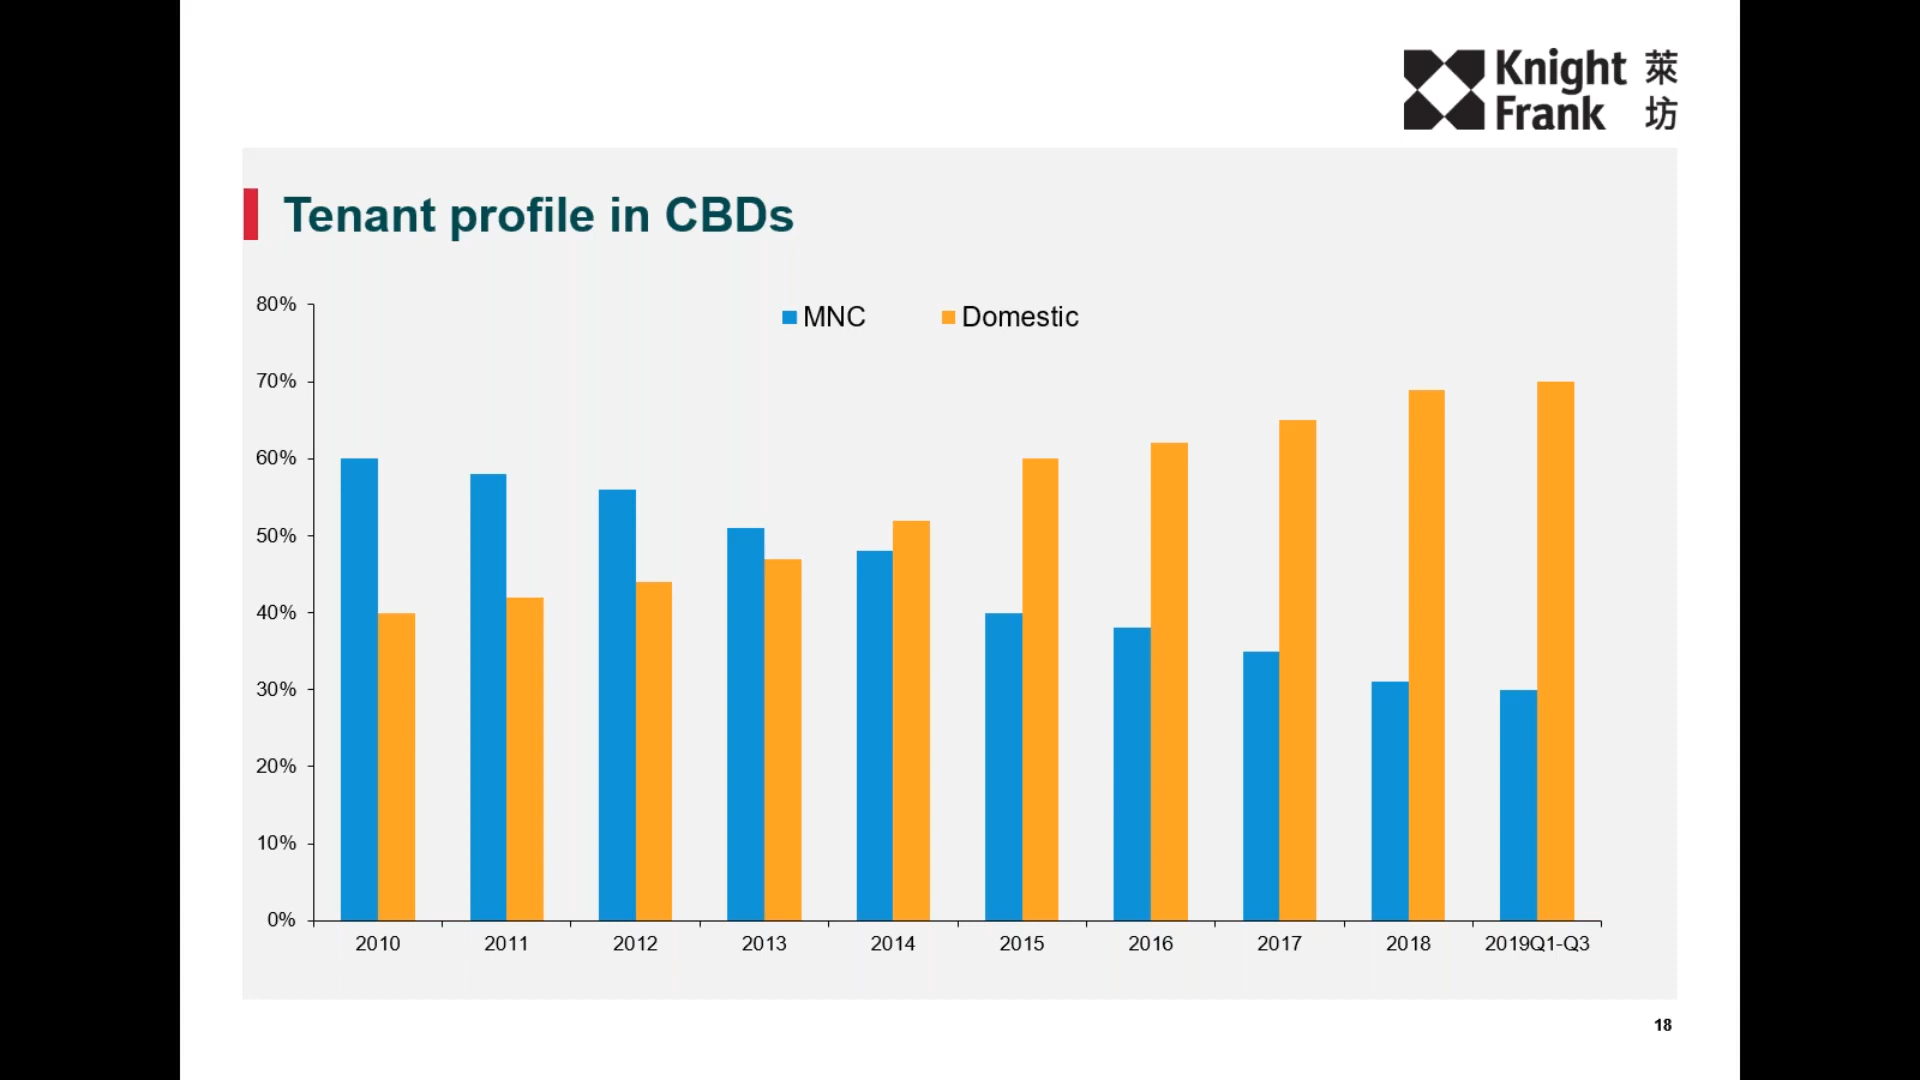 Knight 萊
Frank 坊
Tenant profile in CBDs
MNC Domestic
80%
70%
60%
50%
40%
30%
20%
10%
0%
2010 2011 2012 2013 2014 2015 2016 2017 2018 2019Q1-Q3
18